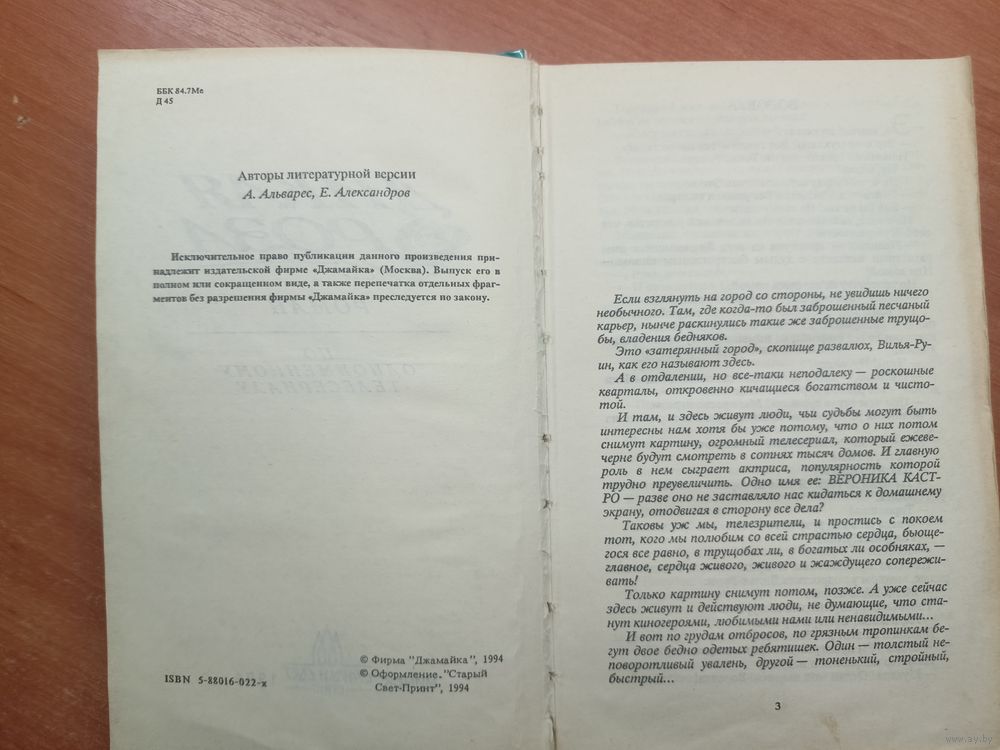 ББК 84.7Ме
Д 45
Авторы литературной версии
А. Альварес, Е. Александров
Исключительное право публикации данного произведения при-
надлежит издательской фирме «Джамайка» (Москва). Выпуск его в
полном или сокращенном виде, а также перепечатка отдельных фраг-
ментов без разрешения фирмы «Джамайка» преследуется по закону.
© Фирма "Джамайка", 1994
© Оформление. "Старый
Свет-Принт", 1994
ISBN 5-88016-022-х
Если взглянуть на город со стороны, не увидишь ничего
необычного. Там, где когда-то был заброшенный песчаный
карьер, нынче раскинулись такие же заброшенные трущо-
бы, владения бедняков.
Это «затерянный город», скопище развалюх, Вилья-Ру-
ин, как его называют здесь.
А в отдалении, но все-таки неподалеку — роскошные
кварталы, откровенно кичащиеся богатством и чисто-
той.
И там, и здесь живут люди, чьи судьбы могут быть
интересны нам хотя бы уже потому, что о них потом
снимут картину, огромный телесериал, который ежеве-
черне будут смотреть в сотнях тысяч домов. И главную
роль в нем сыграет актриса, популярность которой
трудно преувеличить. Одно имя ее: ВЕРОНИКА КАСТ-
РО — разве оно не заставляло нас кидаться к домашнему
экрану, отодвигая в сторону все дела?
Таковы уж мы, телезрители, и простись с покоем
тот, кого мы полюбим со всей страстью сердца, бьюще-
гося все равно, в трущобах ли, в богатых ли особняках, —
главное, сердца живого, живого и жаждущего сопережи-
вать!
Только картину снимут потом, позже. А уже сейчас
здесь живут и действуют люди, не думающие, что ста-
нут киногероями, любимыми нами или ненавидимыми...
И вот по грудам отбросов, по грязным тропинкам бе-
гут двое бедно одетых ребятишек. Один — толстый не-
поворотливый увалень, другой — тоненький, стройный,
быстрый...
3
www.ay.by